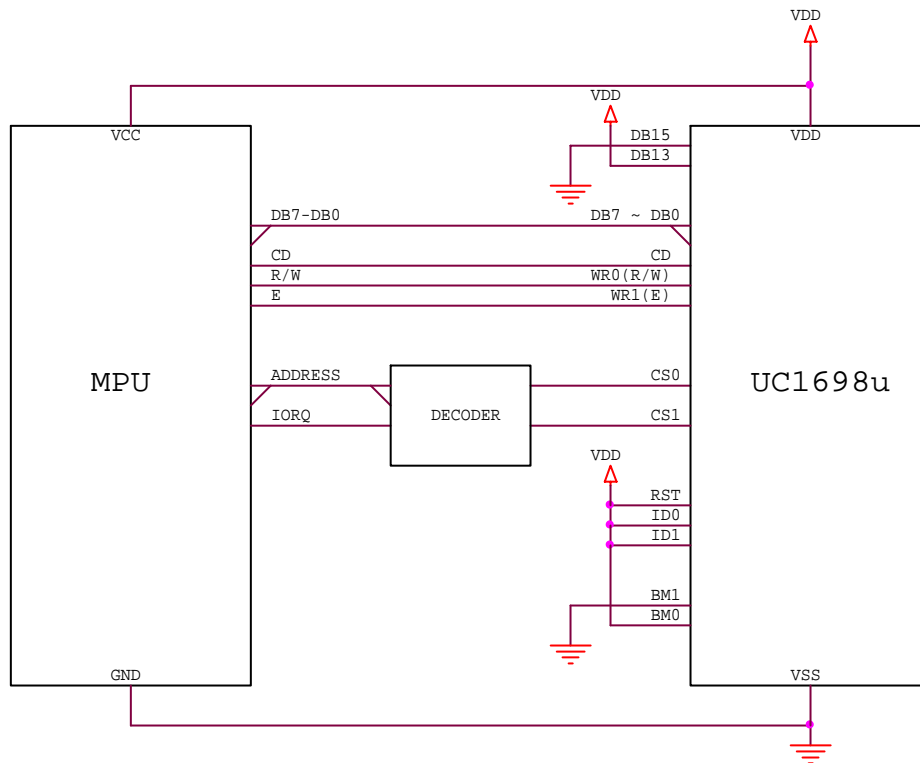 VDD
VDD
VCC
DB15
VDD
DB13
DB7-DB0
DB7 ~ DB0
CD
CD
R/W
WR0(R/W)
E
WR1(E)
MPU
ADDRESS
CS0
UC1698u
IORQ
DECODER
CS1
VDD
RST
ID0
ID1
BM1
BM0
GND
VSS